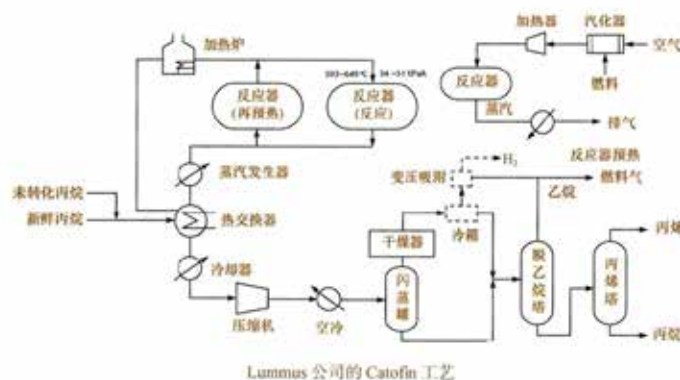 加热炉
加热器
汽化器
空气
燃料
反应器
蒸汽
排气
反应器
(再预热)
反应器
(反应)
蒸汽发生器
未转化丙烷
新鲜丙烷
热交换器
冷却器
压缩机
空冷
闪
蒸
罐
干燥器
冷箱
变压吸附
H₂
反应器预热
燃料气
乙烷
脱
乙
烷
塔
丙
烯
塔
丙烯
丙烷
Lummus 公司的 Catofin 工艺